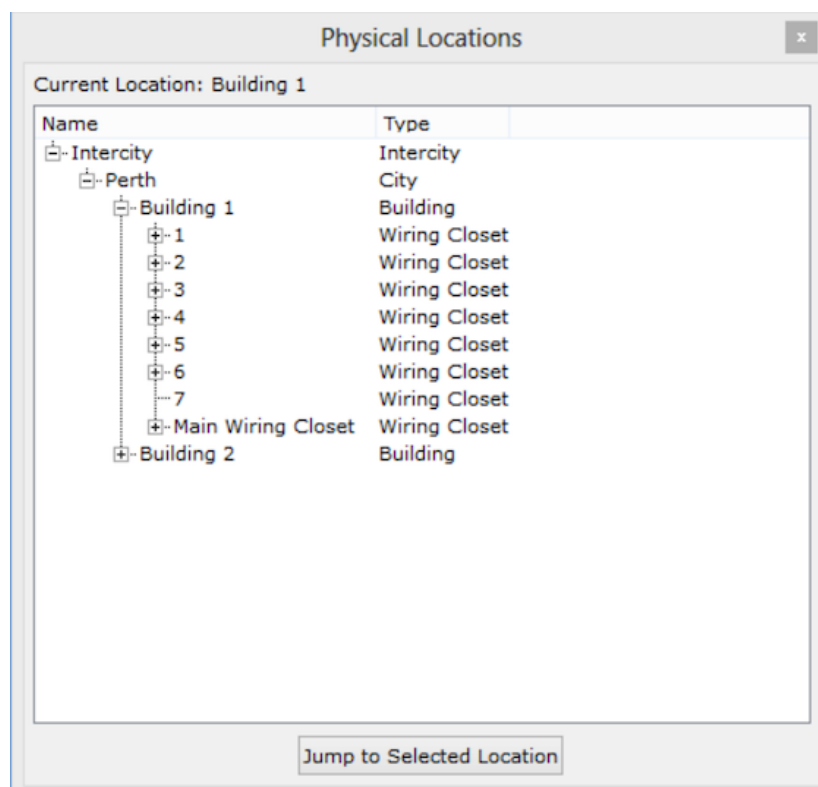 Physical Locations
x
Current Location: Building 1
Name Type
Intercity Intercity
Perth City
Building 1 Building
1 Wiring Closet
2 Wiring Closet
3 Wiring Closet
4 Wiring Closet
5 Wiring Closet
6 Wiring Closet
7 Wiring Closet
Main Wiring Closet Wiring Closet
Building 2 Building
Jump to Selected Location